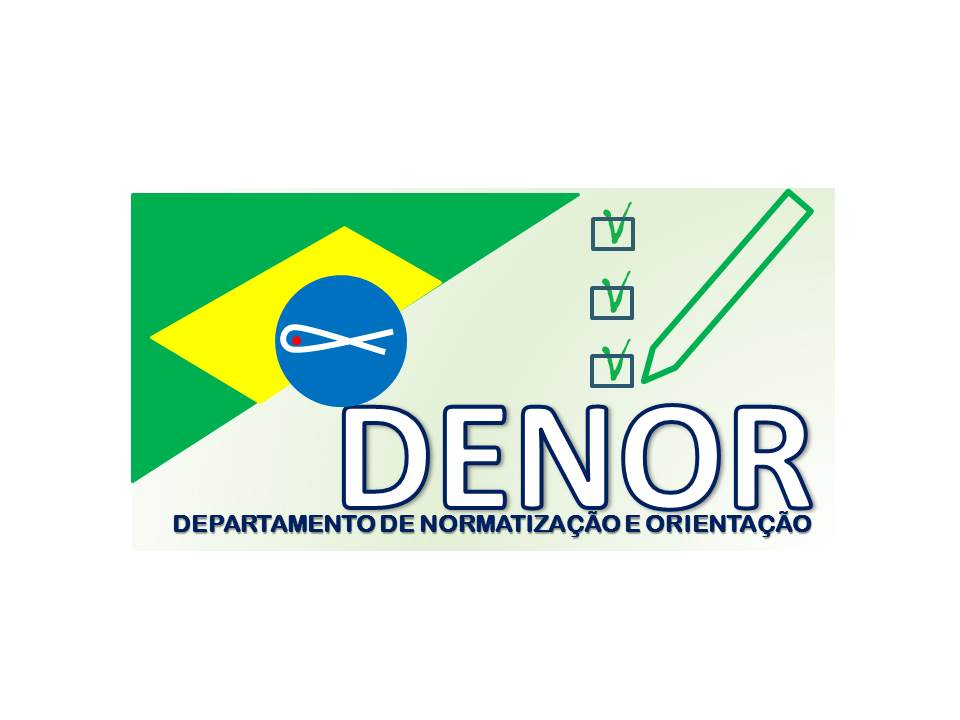 DENOR
DEPARTAMENTO DE NORMATIZAÇÃO E ORIENTAÇÃO